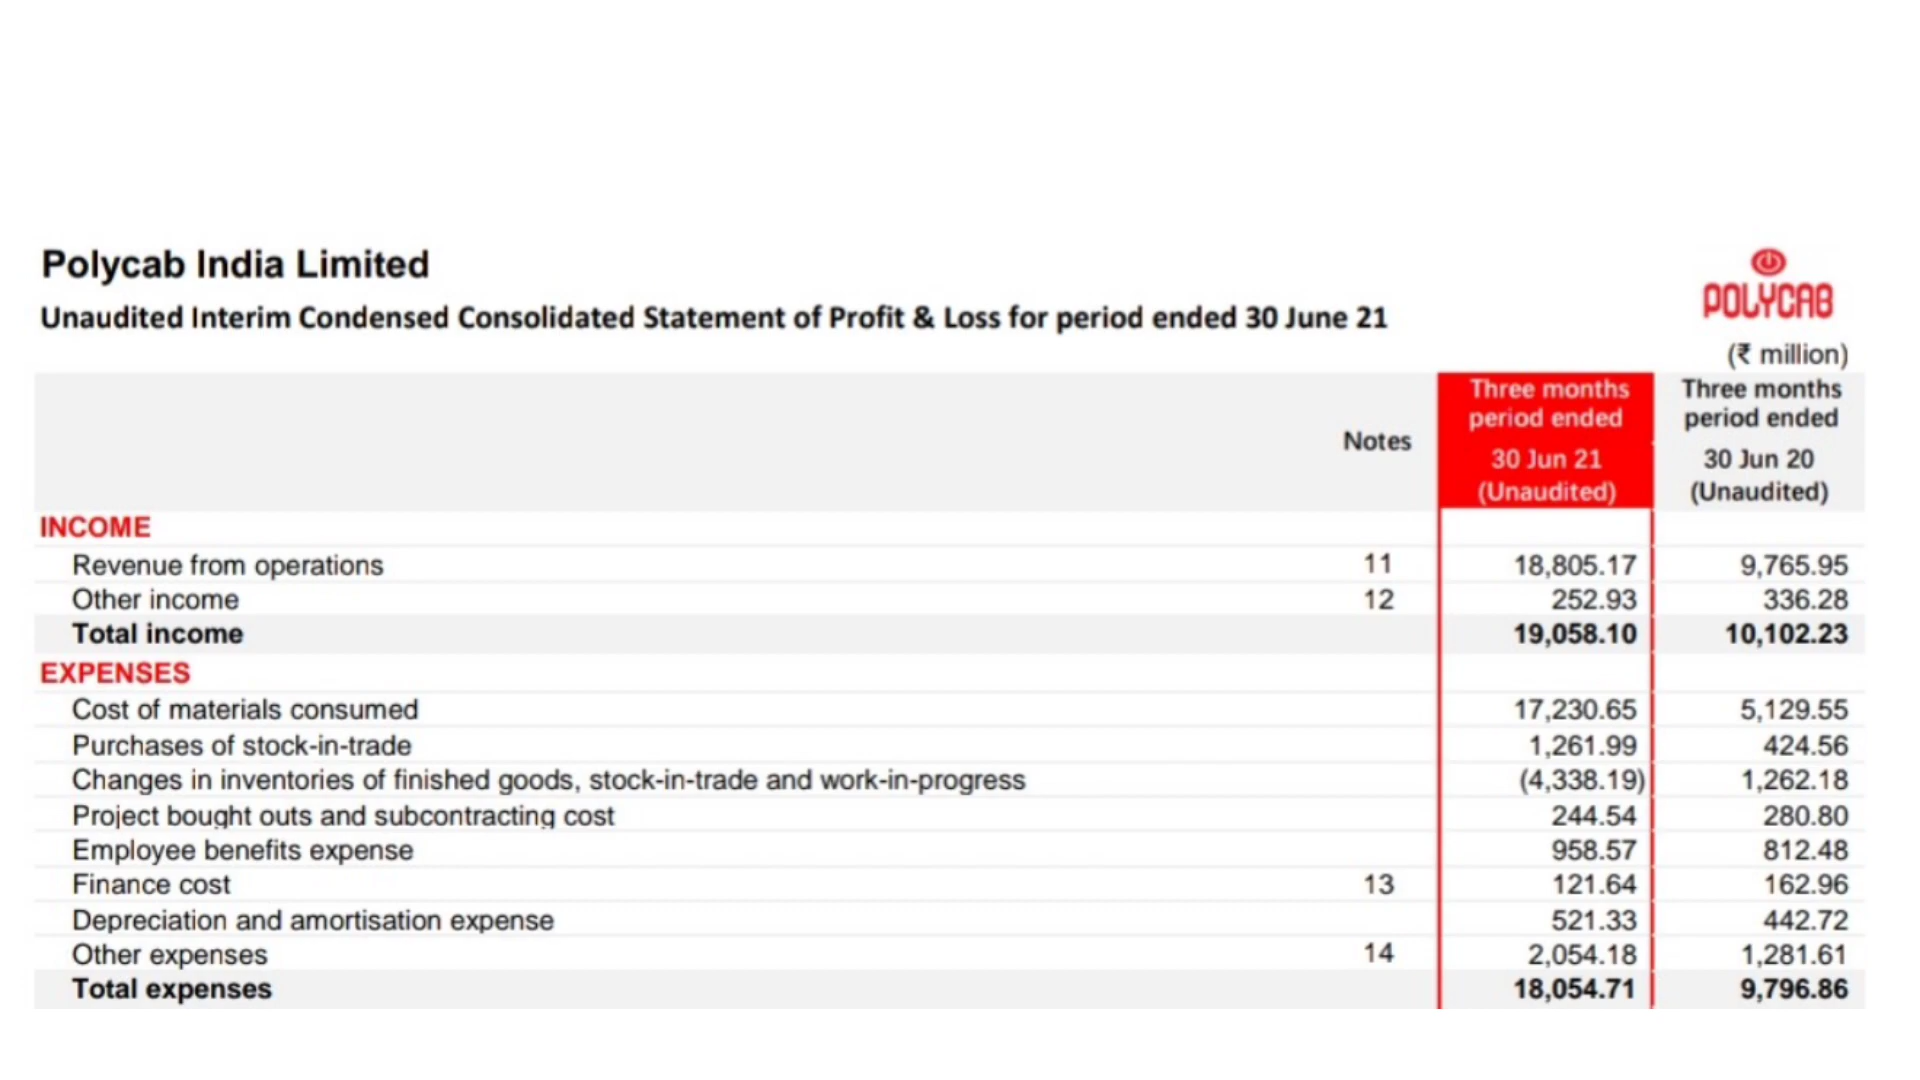 Polycab India Limited
POLYCAB
Unaudited Interim Condensed Consolidated Statement of Profit & Loss for period ended 30 June 21
(₹ million)
Notes
Three months period ended 30 Jun 21 (Unaudited)
Three months period ended 30 Jun 20 (Unaudited)
INCOME
Revenue from operations 11 18,805.17 9,765.95
Other income 12 252.93 336.28
Total income 19,058.10 10,102.23
EXPENSES
Cost of materials consumed 17,230.65 5,129.55
Purchases of stock-in-trade 1,261.99 424.56
Changes in inventories of finished goods, stock-in-trade and work-in-progress (4,338.19) 1,262.18
Project bought outs and subcontracting cost 244.54 280.80
Employee benefits expense 958.57 812.48
Finance cost 13 121.64 162.96
Depreciation and amortisation expense 521.33 442.72
Other expenses 14 2,054.18 1,281.61
Total expenses 18,054.71 9,796.86